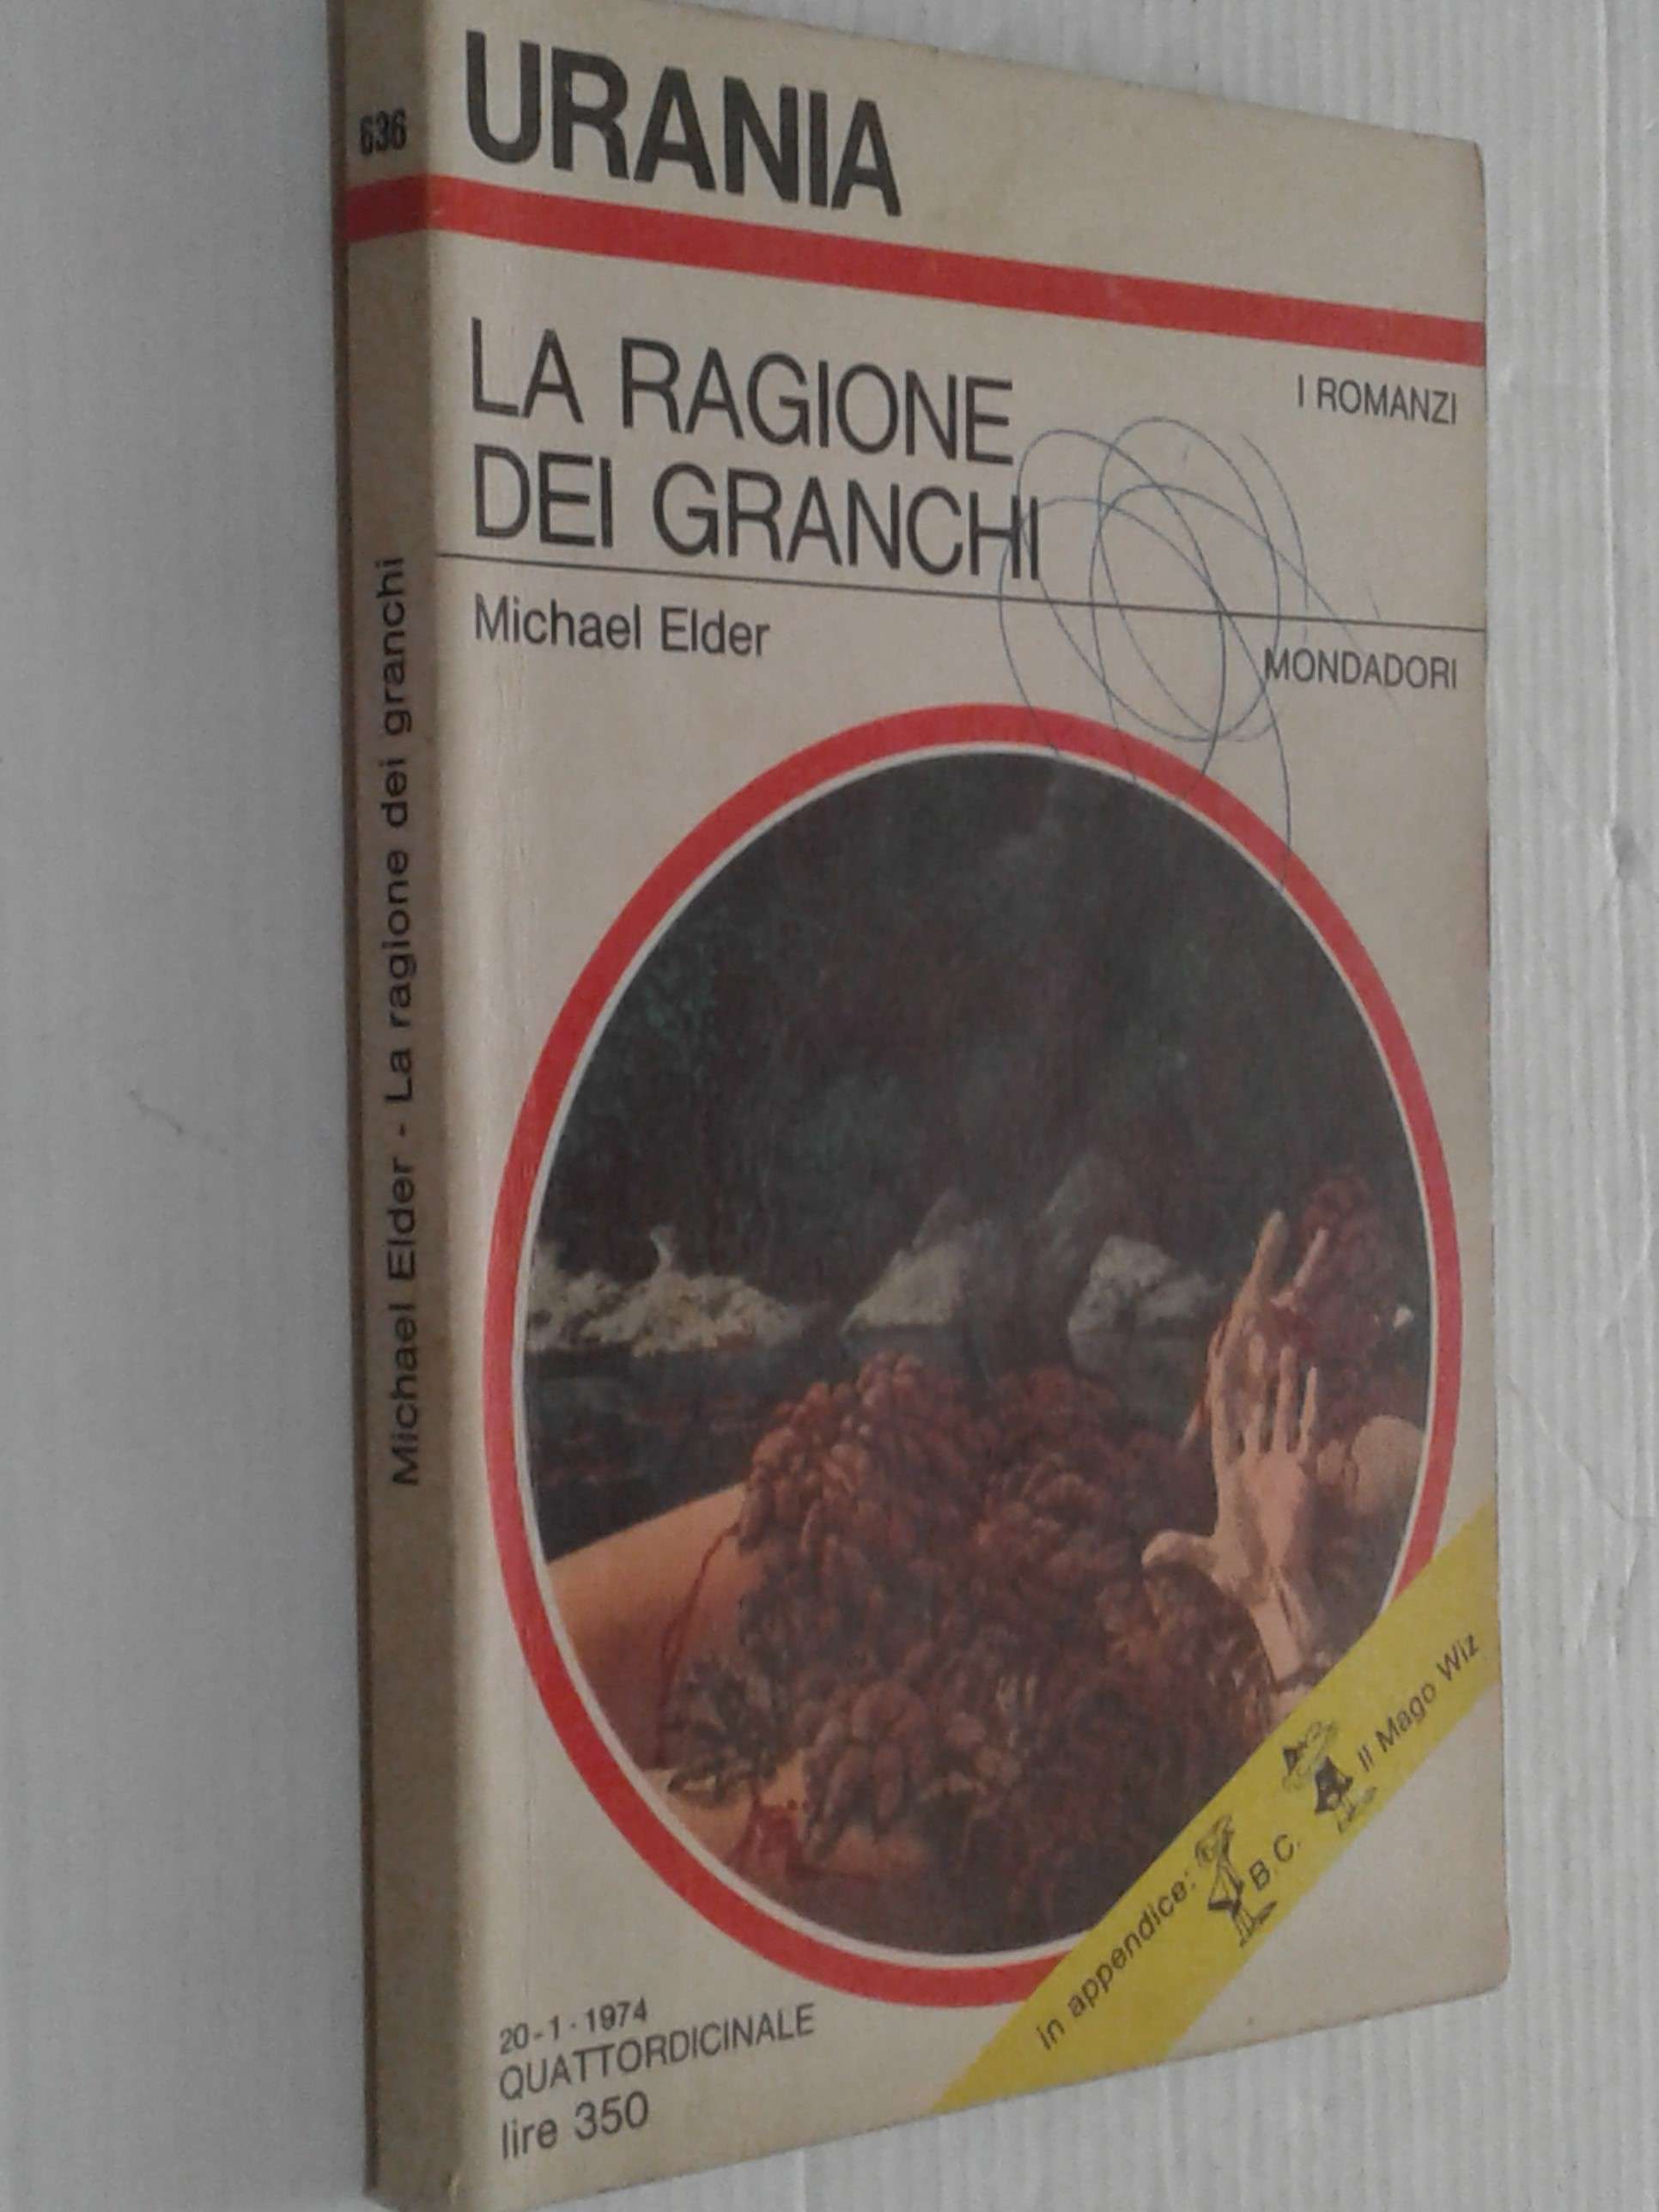 636
Michael Elder - La ragione dei granchi
URANIA
LA RAGIONE
DEI GRANCHI
I ROMANZI
Michael Elder
MONDADORI
in appendice: B.C. Il Mago Wiz
20-1-1974
QUATTORDICINALE
lire 350